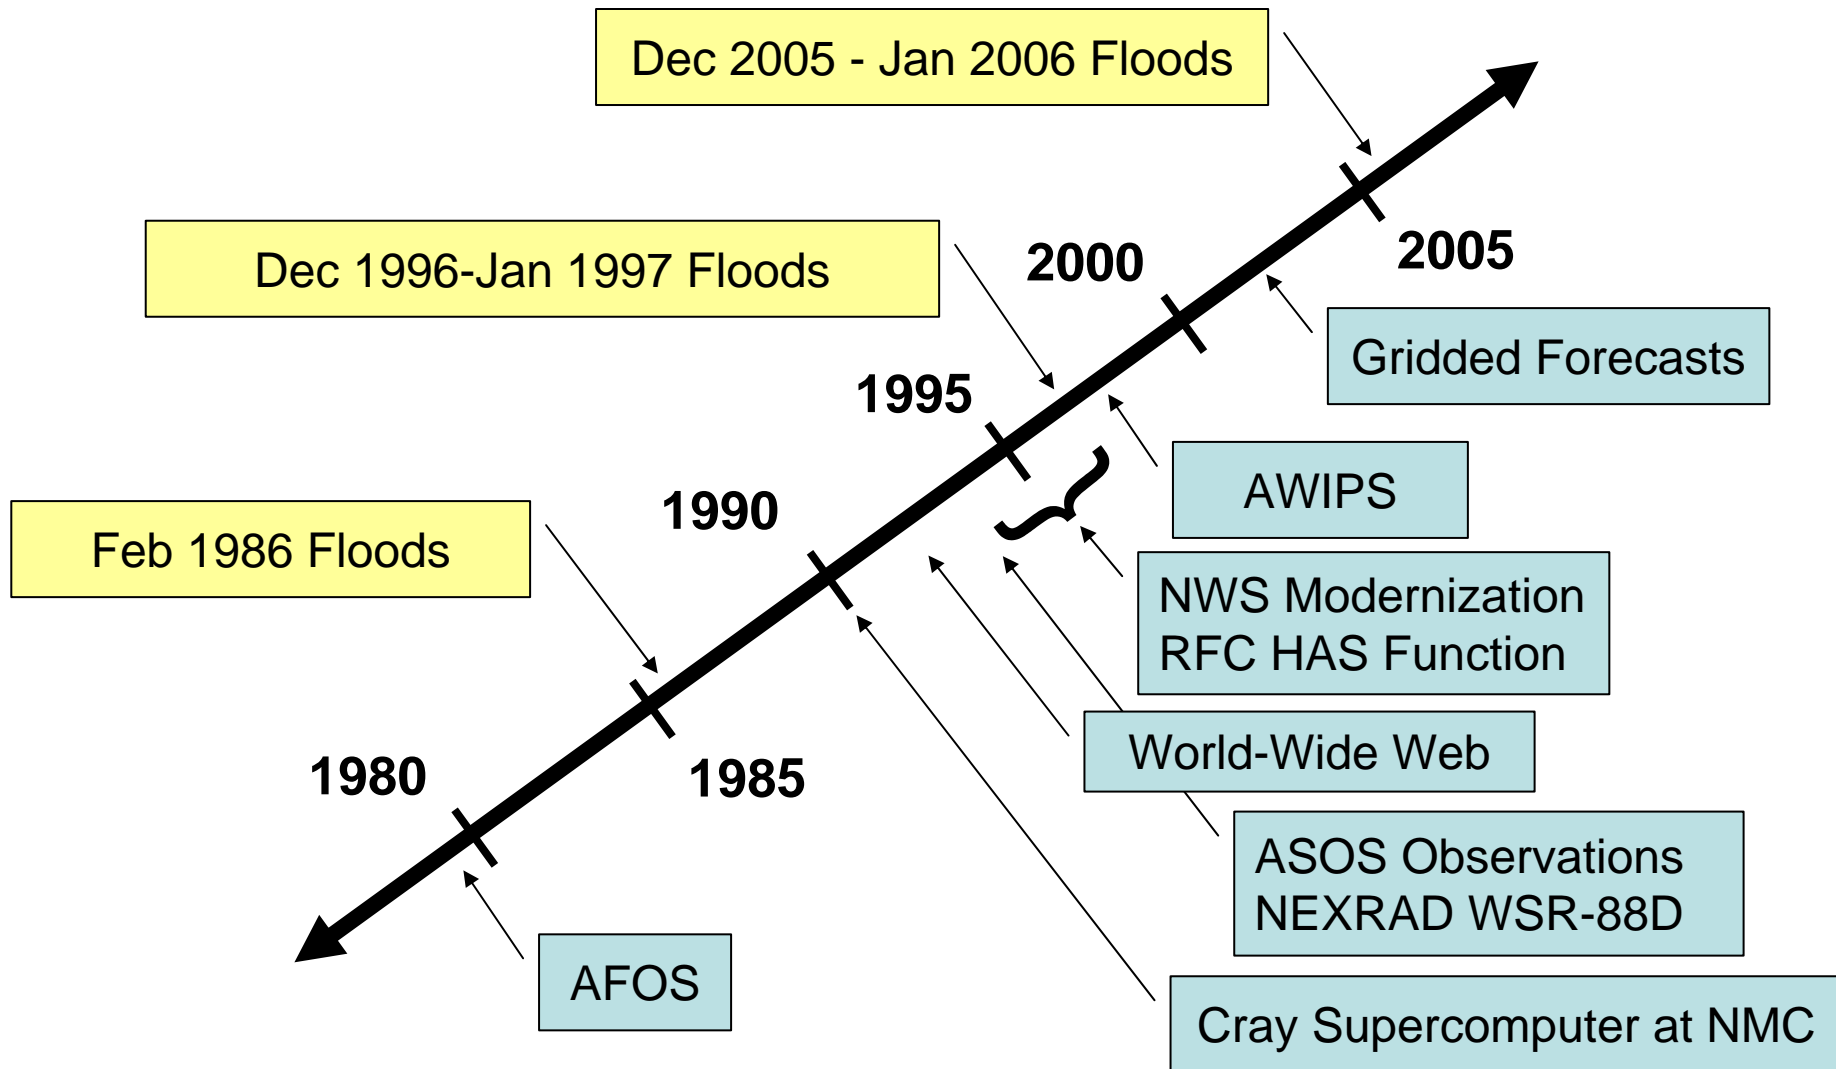 Dec 2005 - Jan 2006 Floods
Dec 1996-Jan 1997 Floods
2000
2005
Gridded Forecasts
1995
AWIPS
1990
Feb 1986 Floods
NWS Modernization
RFC HAS Function
World-Wide Web
1980
1985
ASOS Observations
NEXRAD WSR-88D
AFOS
Cray Supercomputer at NMC